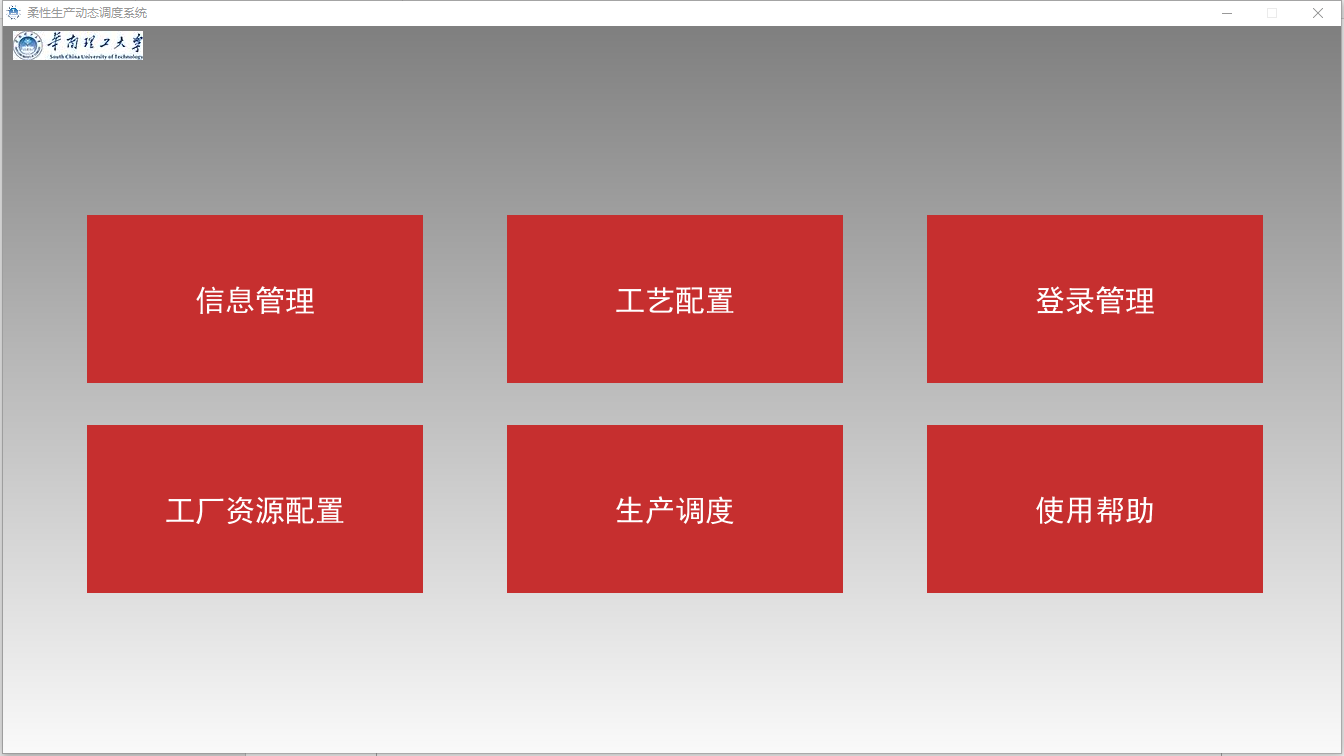 柔性生产动态调度系统
华南理工大学
South China University of Technology
信息管理
工艺配置
登录管理
工厂资源配置
生产调度
使用帮助